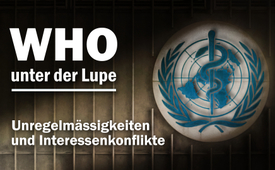 WHO
unter der Lupe
Unregelmässigkeiten
und Interessenkonflikte